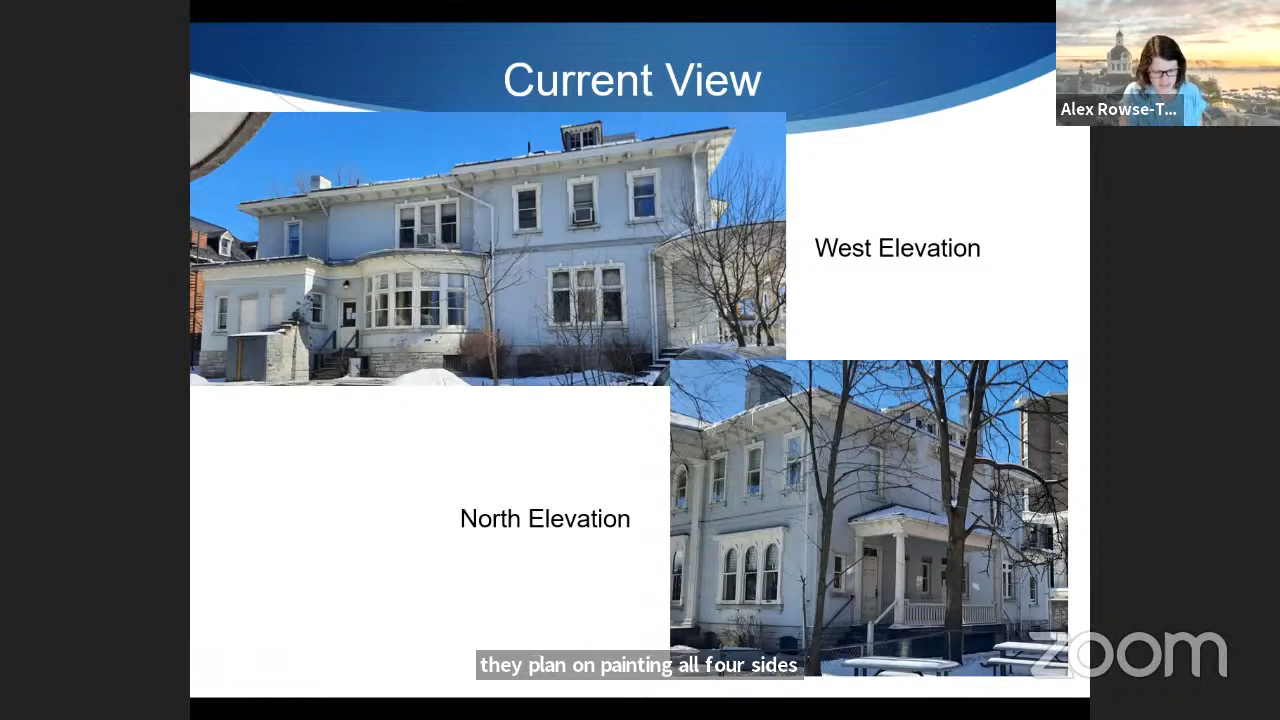 Current View
Alex Rowse-T...
West Elevation
North Elevation
they plan on painting all four sides
zoom